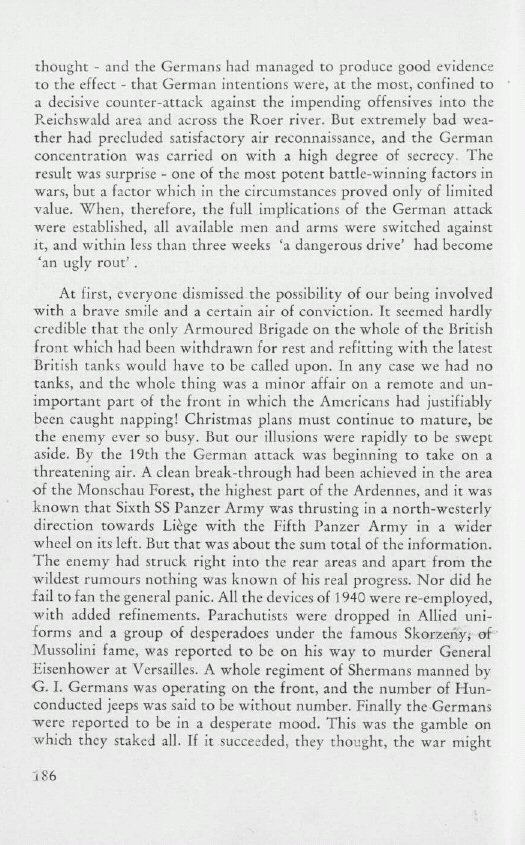 thought - and the Germans had managed to produce good evidence
to the effect - that German intentions were, at the most, confined to
a decisive counter-attack against the impending offensives into the
Reichswald area and across the Roer river. But extremely bad wea-
ther had precluded satisfactory air reconnaissance, and the German
concentration was carried on with a high degree of secrecy. The
result was surprise - one of the most potent battle-winning factors in
wars, but a factor which in the circumstances proved only of limited
value. When, therefore, the full implications of the German attack
were established, all available men and arms were switched against
it, and within less than three weeks ‘a dangerous drive’ had become
‘an ugly rout’ .
At first, everyone dismissed the possibility of our being involved
with a brave smile and a certain air of conviction. It seemed hardly
credible that the only Armoured Brigade on the whole of the British
front which had been withdrawn for rest and refitting with the latest
British tanks would have to be called upon. In any case we had no
tanks, and the whole thing was a minor affair on a remote and un-
important part of the front in which the Americans had justifiably
been caught napping! Christmas plans must continue to mature, be
the enemy ever so busy. But our illusions were rapidly to be swept
aside. By the 19th the German attack was beginning to take on a
threatening air. A clean break-through had been achieved in the area
of the Monschau Forest, the highest part of the Ardennes, and it was
known that Sixth SS Panzer Army was thrusting in a north-westerly
direction towards Liège with the Fifth Panzer Army in a wider
wheel on its left. But that was about the sum total of the information.
The enemy had struck right into the rear areas and apart from the
wildest rumours nothing was known of his real progress. Nor did he
fail to fan the general panic. All the devices of 1940 were re-employed,
with added refinements. Parachutists were dropped in Allied uni-
forms and a group of desperadoes under the famous Skorzeny, of
Mussolini fame, was reported to be on his way to murder General
Eisenhower at Versailles. A whole regiment of Shermans manned by
G. I. Germans was operating on the front, and the number of Hun-
conducted jeeps was said to be without number. Finally the Germans
were reported to be in a desperate mood. This was the gamble on
which they staked all. If it succeeded, they thought, the war might
186